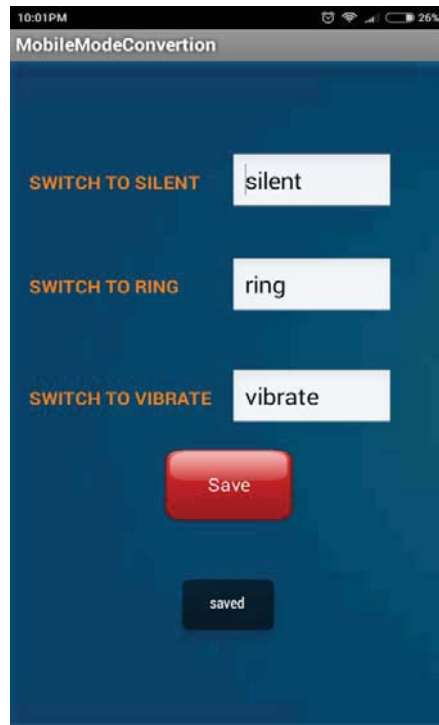 10:01PM 26%
MobileModeConvertion
SWITCH TO SILENT silent
SWITCH TO RING ring
SWITCH TO VIBRATE vibrate
Save
saved